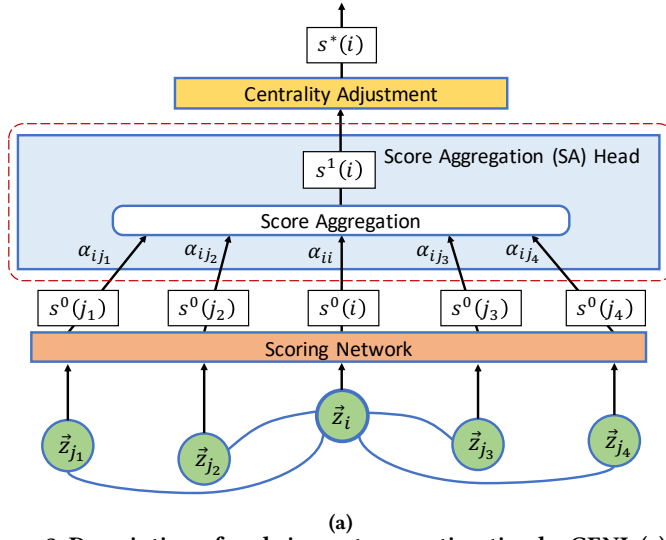 s*(i)
Centrality Adjustment
Score Aggregation (SA) Head
s¹(i)
Score Aggregation
α_{ij₁} α_{ij₂} α_{ii} α_{ij₃} α_{ij₄}
s⁰(j₁) s⁰(j₂) s⁰(i) s⁰(j₃) s⁰(j₄)
Scoring Network
z⃗_{j₁} z⃗_{j₂} z⃗_i z⃗_{j₃} z⃗_{j₄}
(a)